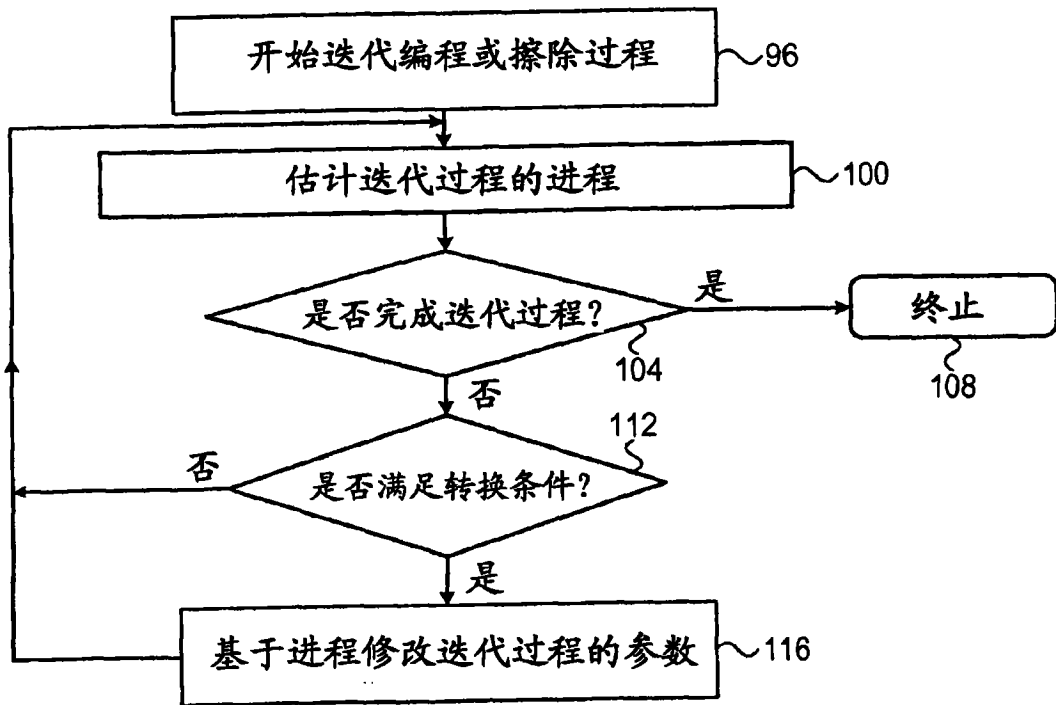 开始迭代编程或擦除过程
96
估计迭代过程的进程
100
是否完成迭代过程?
是
终止
104
108
否
112
否
是否满足转换条件?
是
基于进程修改迭代过程的参数
116